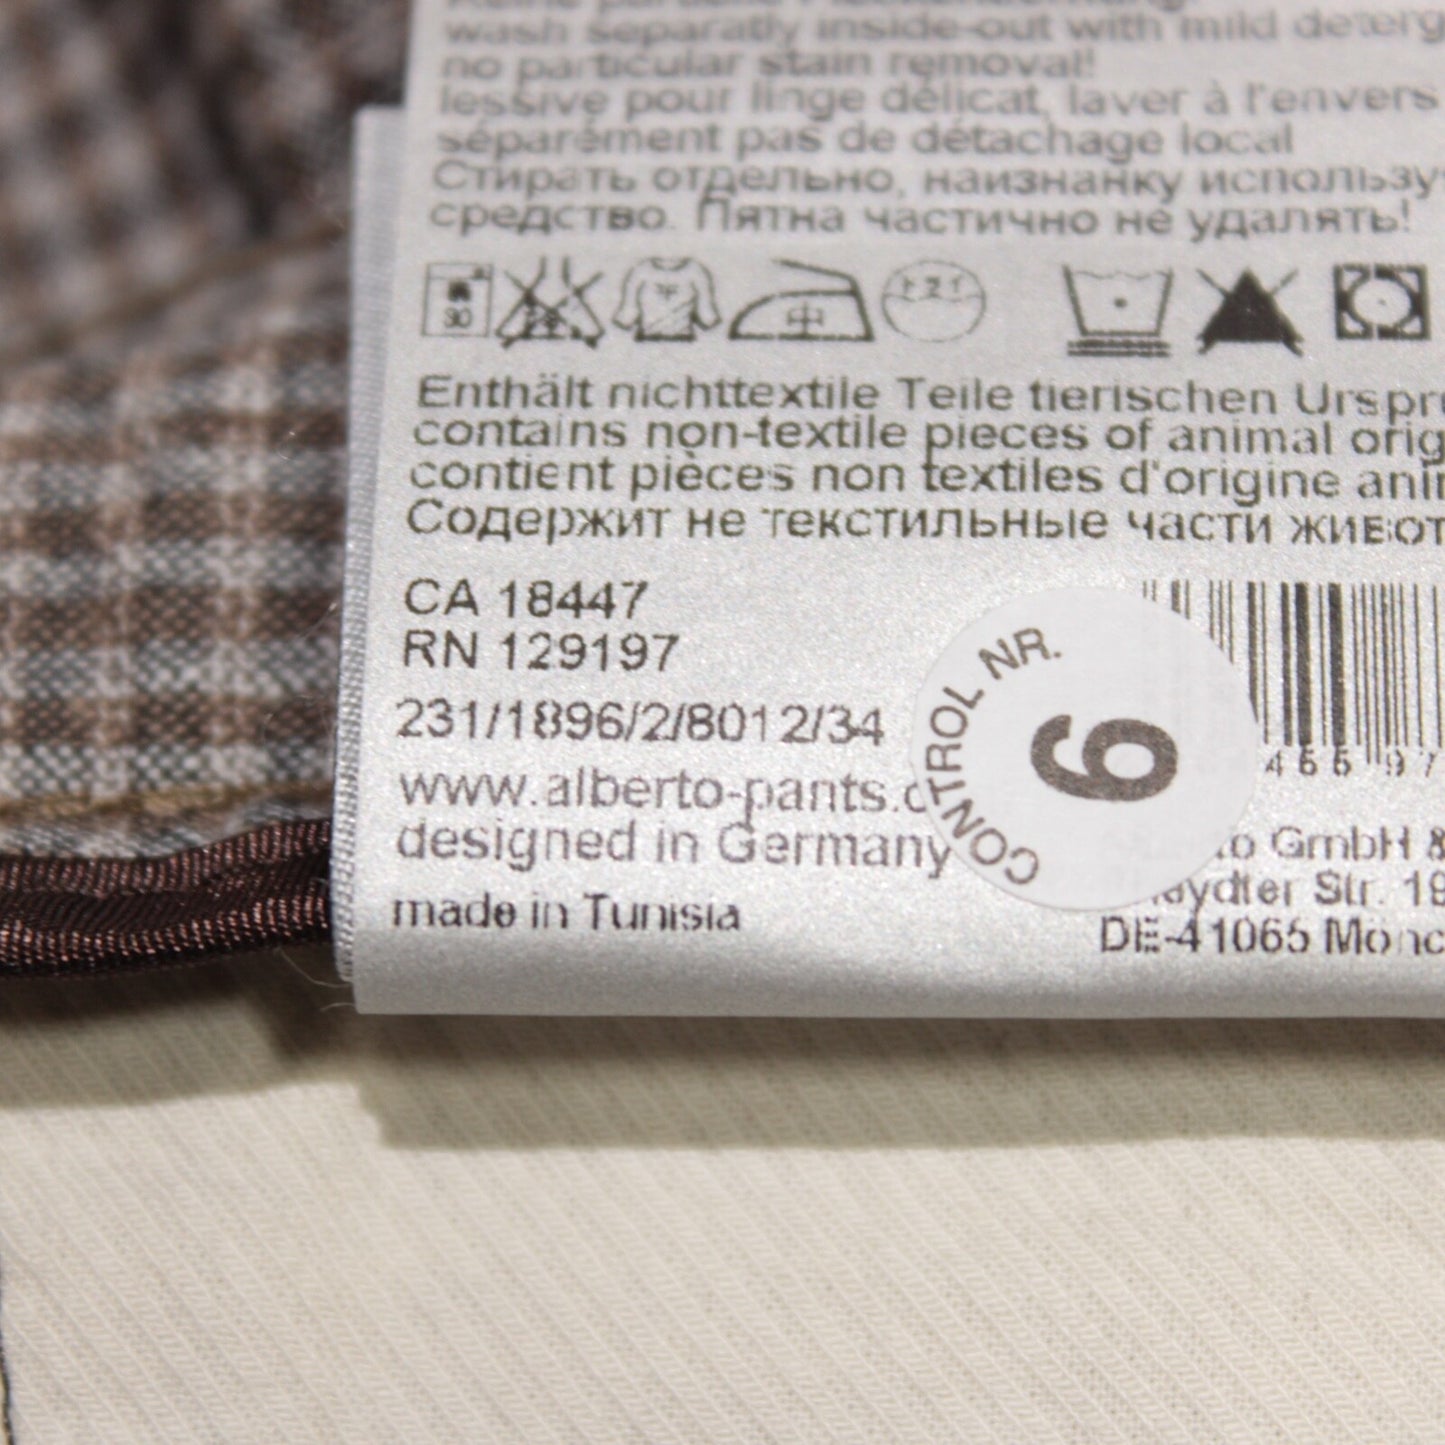 wash separatly inside-out with mild deterg
no particular stain removal!
lessive pour linge délicat, laver à l'envers
séparément pas de détachage local
Стирать отдельно, наизнанку использу
средство. Пятна частично не удалять!
30
Enthält nichttextile Teile tierischen Urspr
contains non-textile pieces of animal orig
contient pièces non textiles d'origine ani
Содержит не текстильные части живот
CA 18447
RN 129197
231/1896/2/8012/34
www.alberto-pants.c
designed in Germany
made in Tunisia
CONTROL NR.
6
GmbH &
Str. 19
DE-41065 Mönc